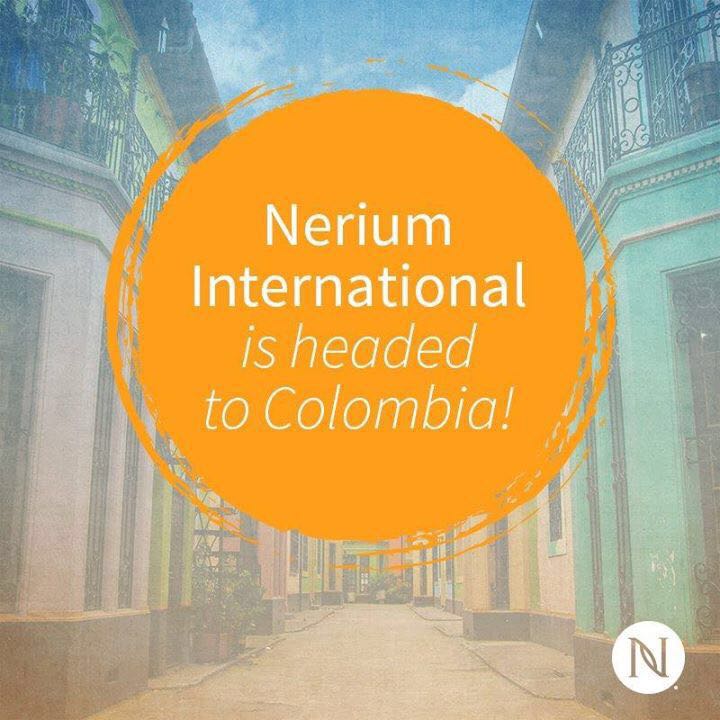 Nerium
International
is headed
to Colombia!
N